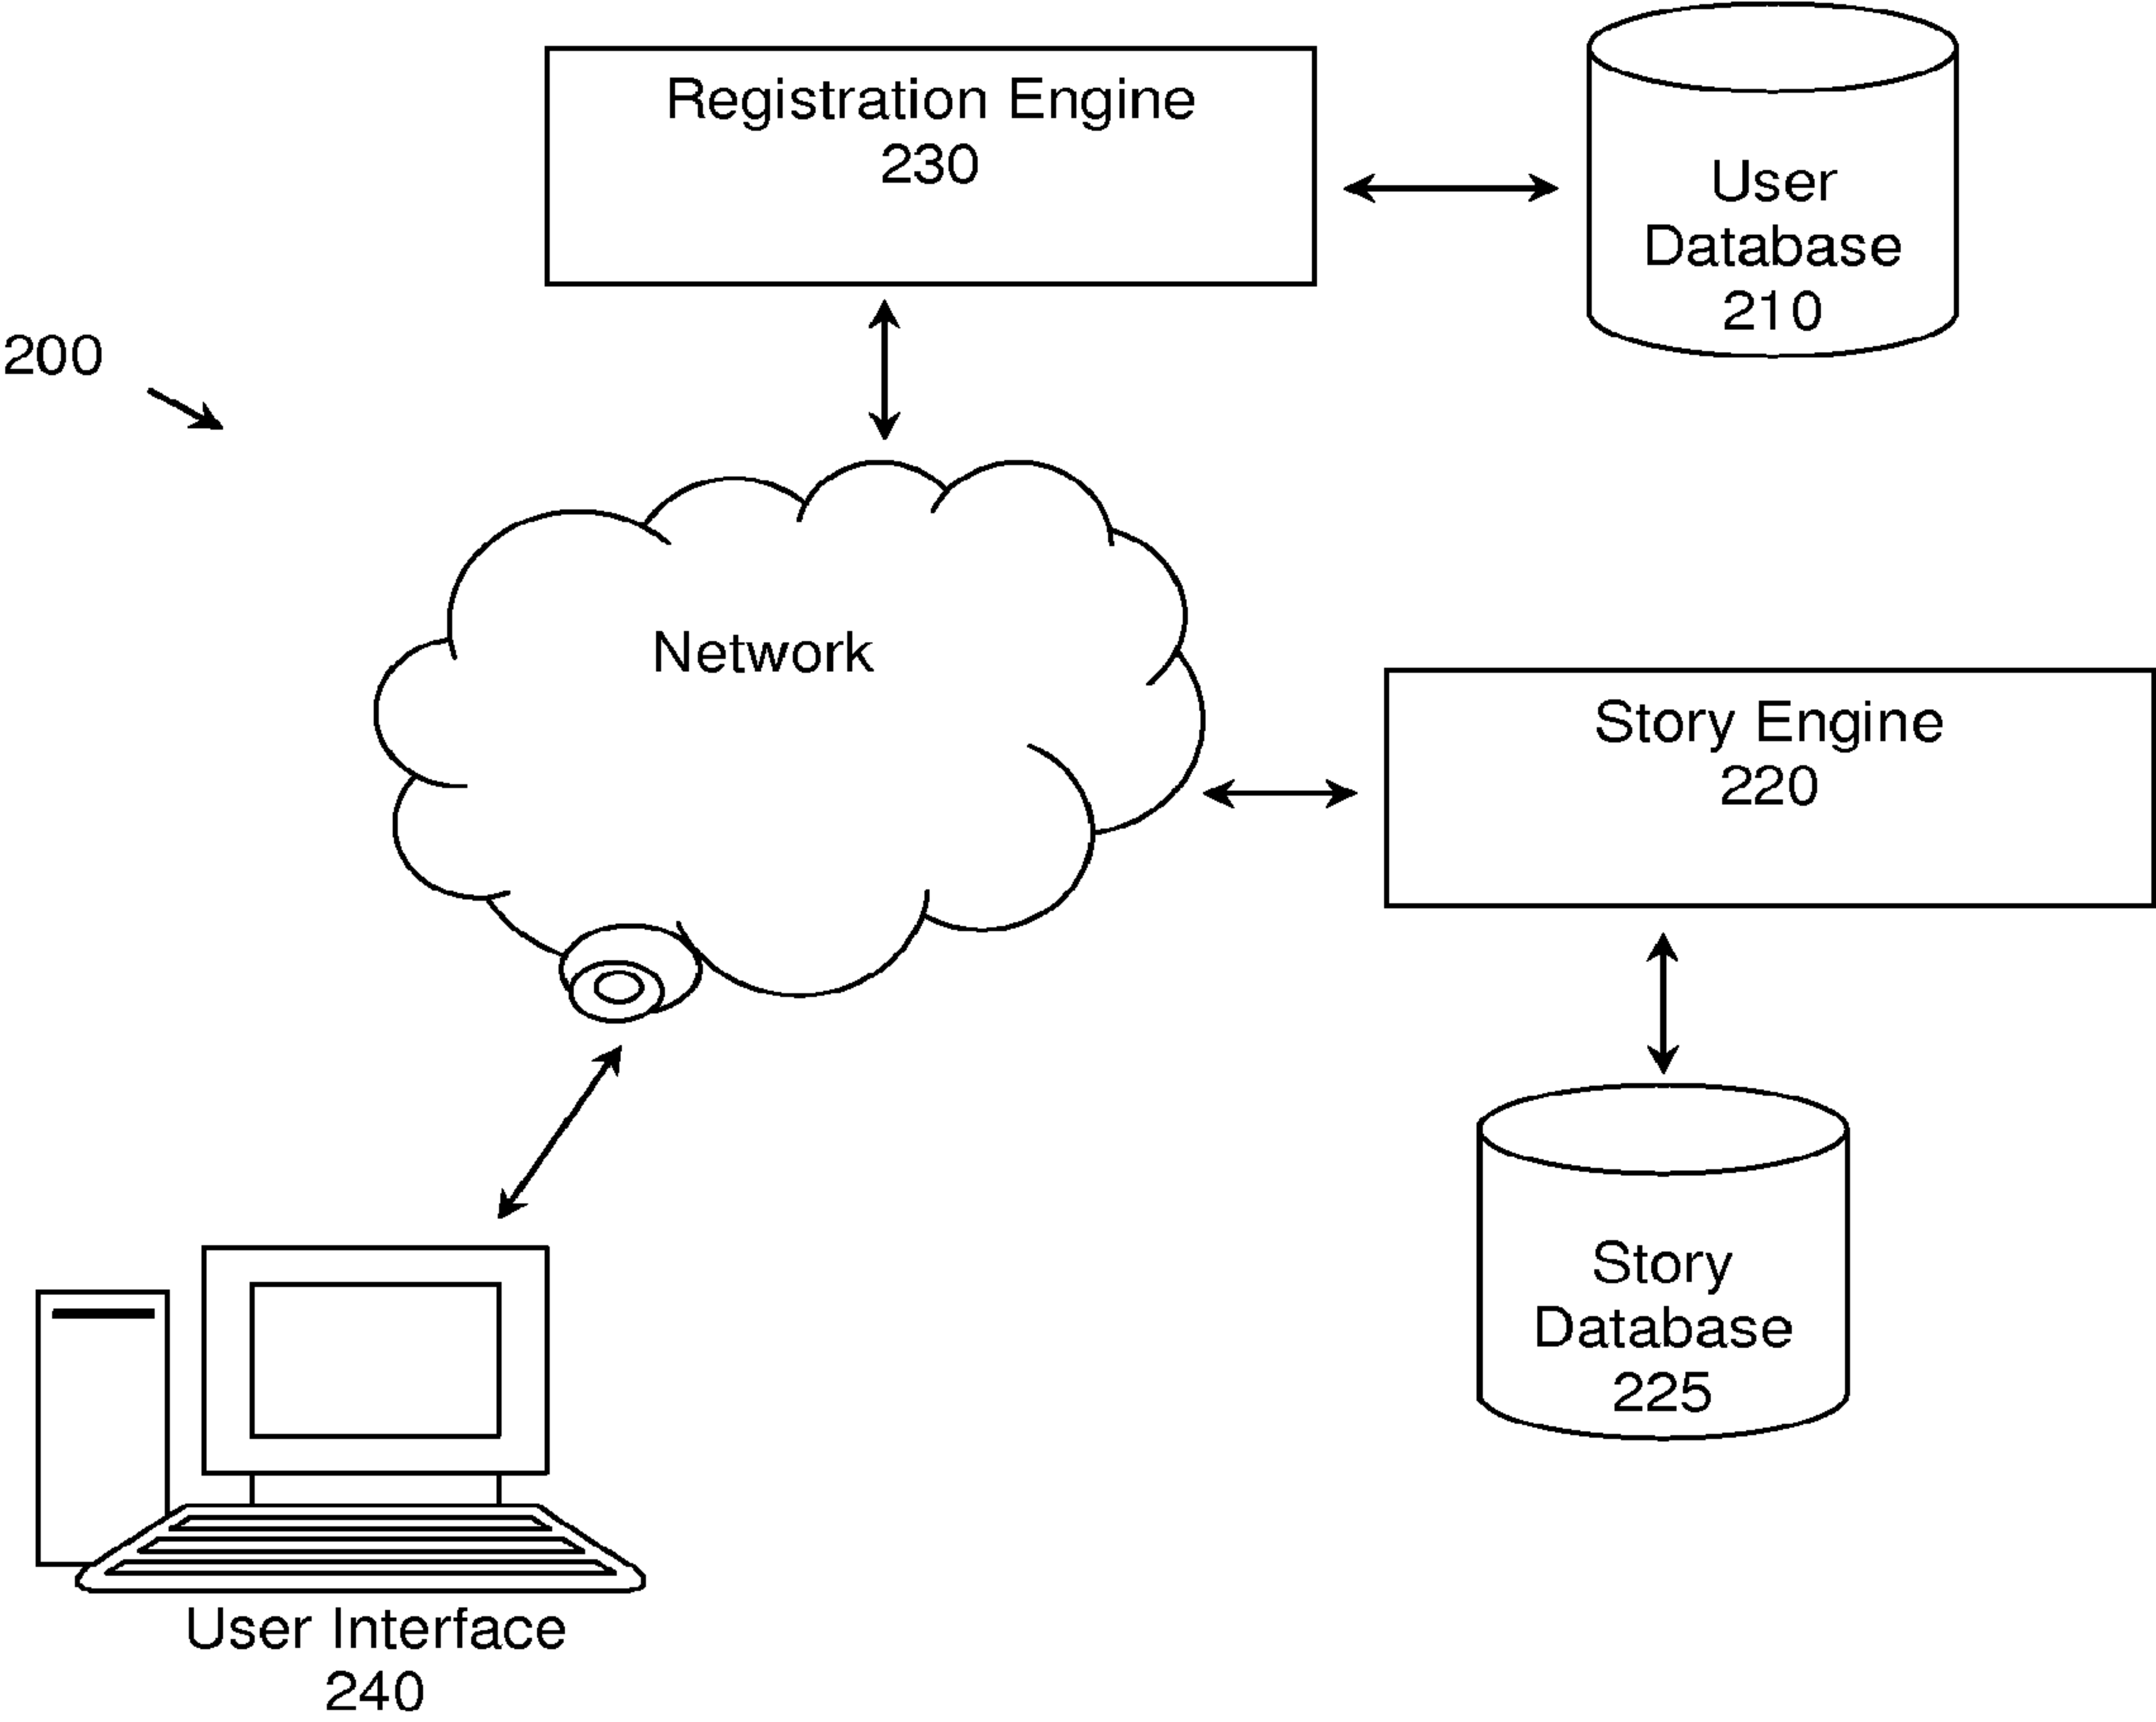 Registration Engine
230
User
Database
210
200
Network
Story Engine
220
Story
Database
225
User Interface
240